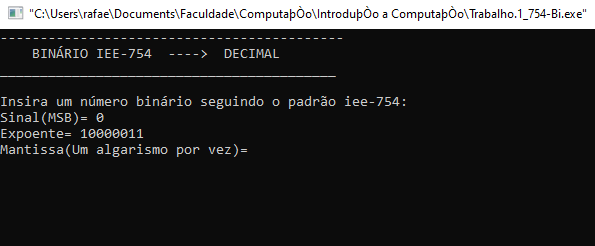 "C:\Users\rafae\Documents\Faculdade\ComputaþÒo\IntroduþÒo a ComputaþÒo\Trabalho.1_754-Bi.exe"
-------------------------------------------
BINÁRIO IEE-754 ----> DECIMAL
__________________________________________
Insira um número binário seguindo o padrão iee-754:
Sinal(MSB)= 0
Expoente= 10000011
Mantissa(Um algarismo por vez)=